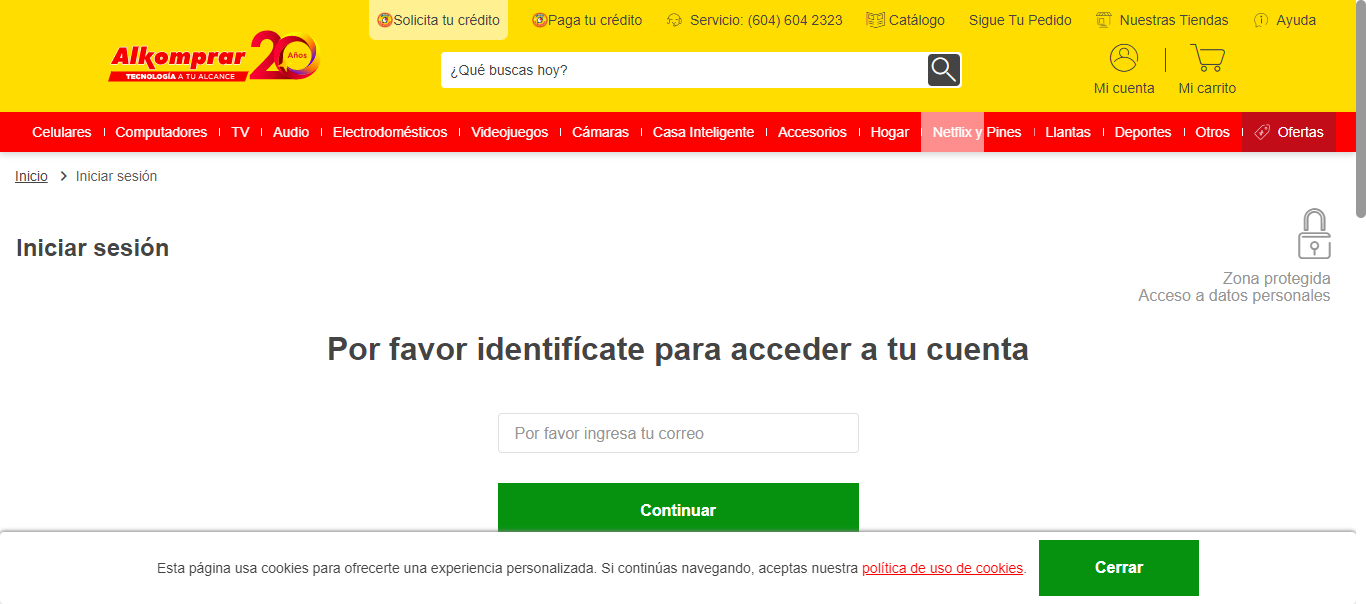 Solicita tu crédito Paga tu crédito Servicio: (604) 604 2323 Catálogo Sigue Tu Pedido Nuestras Tiendas Ayuda
Alkomprar 20 Años
TECNOLOGÍA A TU ALCANCE
¿Qué buscas hoy?
Mi cuenta Mi carrito
Celulares Computadores TV Audio Electrodomésticos Videojuegos Cámaras Casa Inteligente Accesorios Hogar Netflix y Pines Llantas Deportes Otros Ofertas
Inicio Iniciar sesión
Iniciar sesión
Zona protegida
Acceso a datos personales
Por favor identifícate para acceder a tu cuenta
Por favor ingresa tu correo
Continuar
Esta página usa cookies para ofrecerte una experiencia personalizada. Si continúas navegando, aceptas nuestra política de uso de cookies. Cerrar